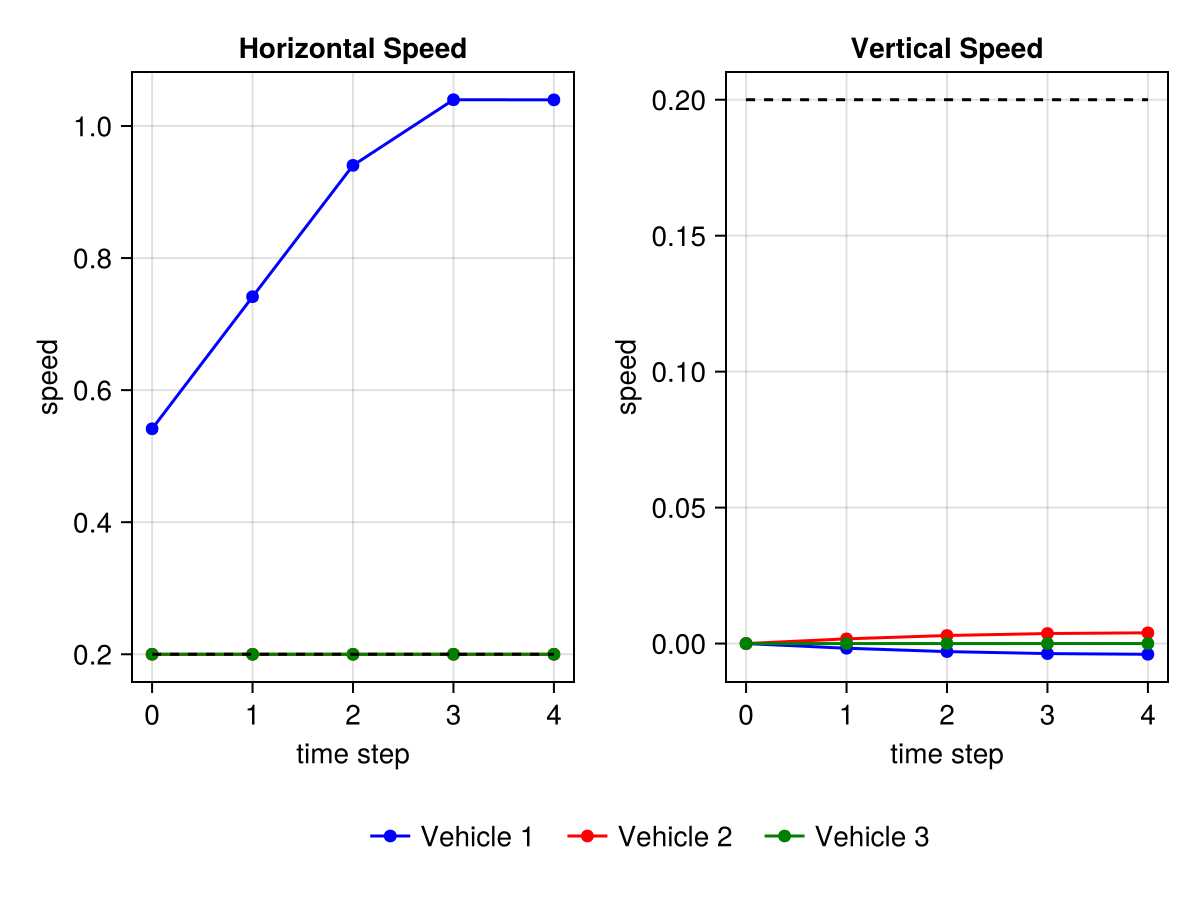 Horizontal Speed
1.0
0.8
0.6
0.4
0.2
speed
0 1 2 3 4
time step
Vertical Speed
0.20
0.15
0.10
0.05
0.00
speed
0 1 2 3 4
time step
Vehicle 1 Vehicle 2 Vehicle 3